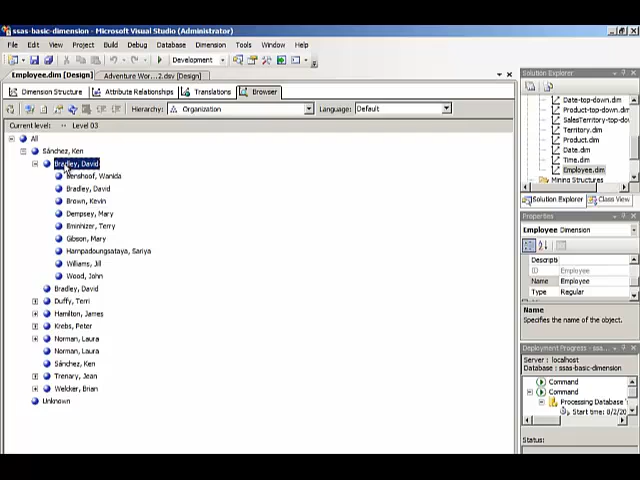 ssas-basic-dimension - Microsoft Visual Studio (Administrator)
File Edit View Project Build Debug Database Dimension Tools Window Help
Development
Employee.dim [Design] Adventure Wor...2.dsv [Design]
Dimension Structure Attribute Relationships Translations Browser
Hierarchy: Organization Language: Default
Current level: Level 03
All
Sánchez, Ken
Bradley, David
Benshoof, Wanida
Bradley, David
Brown, Kevin
Dempsey, Mary
Eminhizer, Terry
Gibson, Mary
Harnpadoungsataya, Sariya
Williams, Jill
Wood, John
Bradley, David
Duffy, Terri
Hamilton, James
Krebs, Peter
Norman, Laura
Norman, Laura
Sánchez, Ken
Trenary, Jean
Welcker, Brian
Unknown
Solution Explorer
Date-top-down.dim
Product-top-down.dim
SalesTerritory-top-down
Territory.dim
Product.dim
Date.dim
Time.dim
Employee.dim
Mining Structures
Solution Explorer Class View
Properties
Employee Dimension
Descripti
ID Employee
Name Employee
Type Regular
Name
Specifies the name of the object.
Deployment Progress - ssa...
Server : localhost
Database : ssas-basic-dimension
Command
Command
Processing Database '
Start time: 8/2/20
Status: